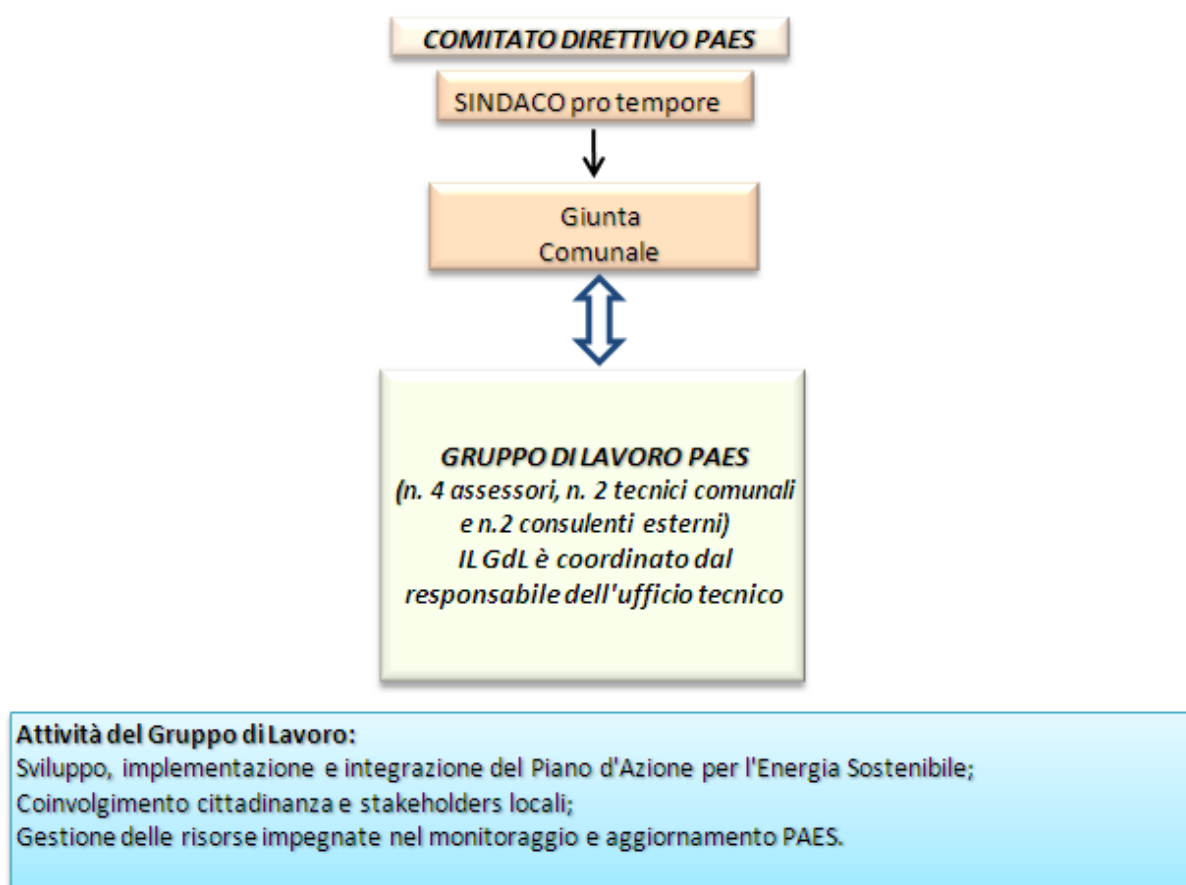 COMITATO DIRETTIVO PAES
SINDACO pro tempore
Giunta
Comunale
GRUPPO DI LAVORO PAES
(n. 4 assessori, n. 2 tecnici comunali
e n.2 consulenti esterni)
IL GdL è coordinato dal
responsabile dell'ufficio tecnico
Attività del Gruppo di Lavoro:
Sviluppo, implementazione e integrazione del Piano d'Azione per l'Energia Sostenibile;
Coinvolgimento cittadinanza e stakeholders locali;
Gestione delle risorse impegnate nel monitoraggio e aggiornamento PAES.